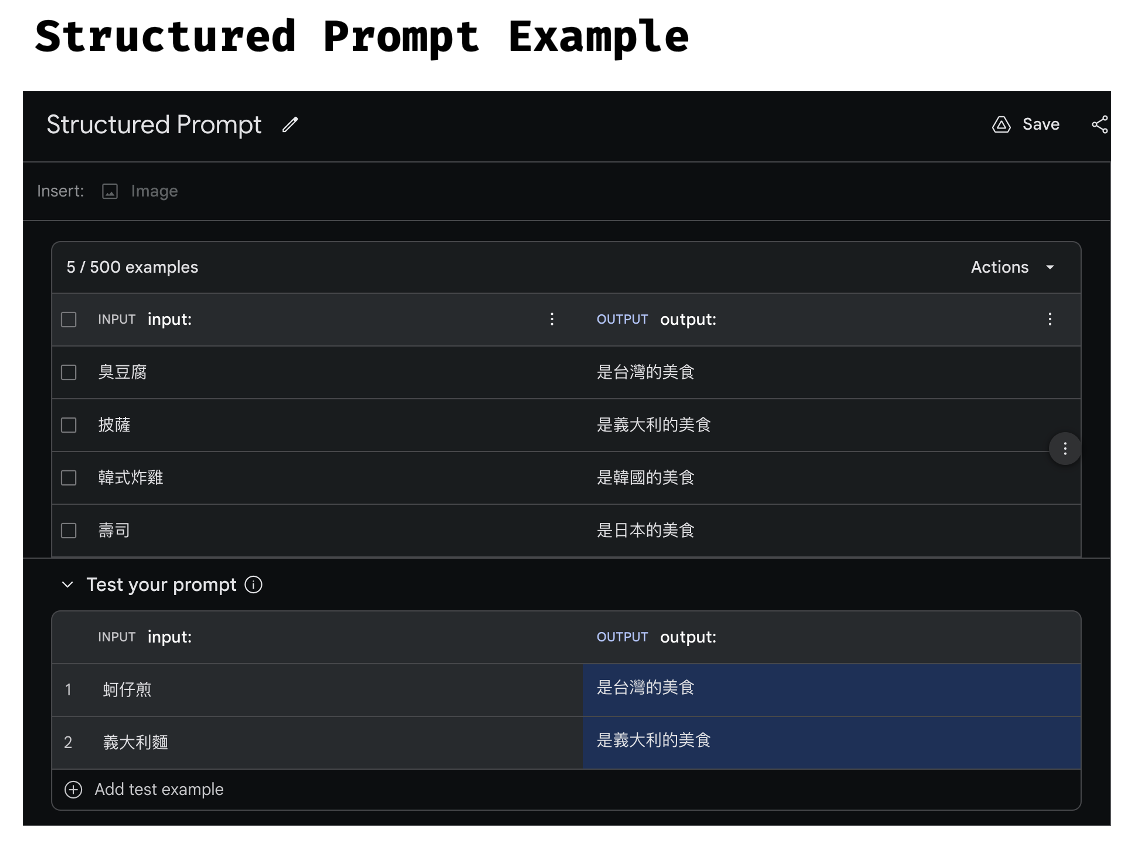 Structured Prompt Example
Structured Prompt
Save
Insert: Image
5 / 500 examples
Actions
INPUT input:
OUTPUT output:
臭豆腐
是台灣的美食
披薩
是義大利的美食
韓式炸雞
是韓國的美食
壽司
是日本的美食
Test your prompt
INPUT input:
OUTPUT output:
1 蚵仔煎
是台灣的美食
2 義大利麵
是義大利的美食
Add test example